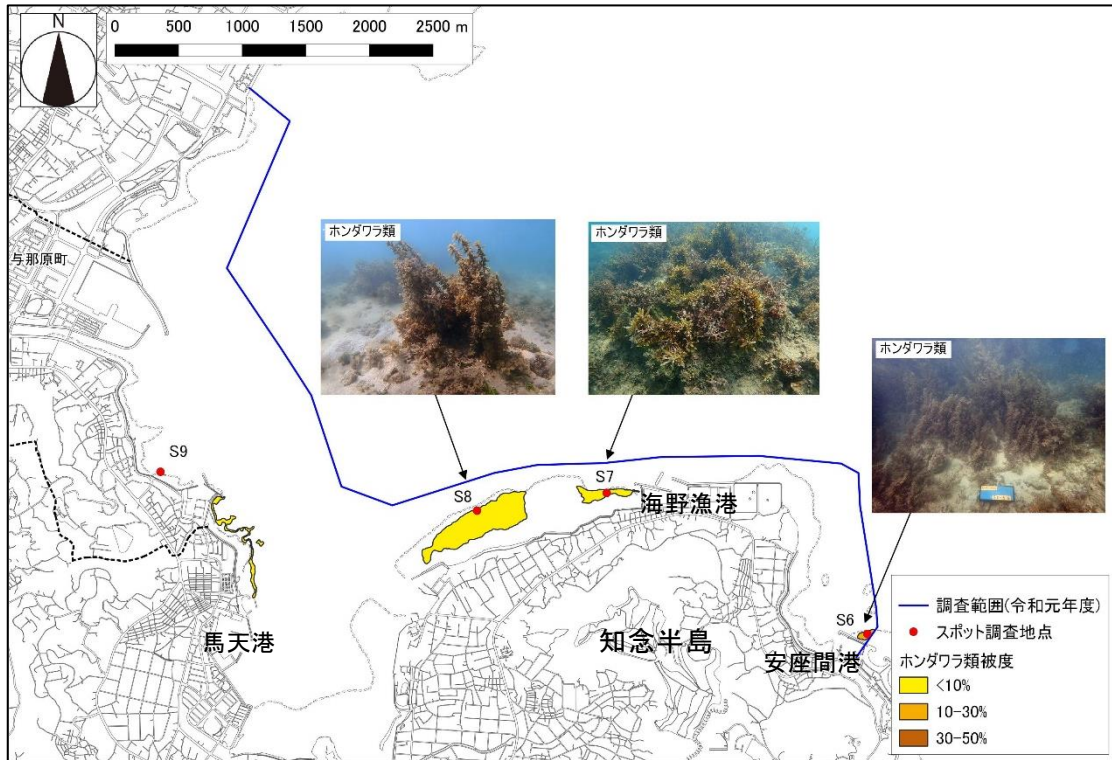 N
0 500 1000 1500 2000 2500 m
与那原町
ホンダワラ類
ホンダワラ類
ホンダワラ類
S9
S8
S7
海野漁港
S6
馬天港
知念半島
安座間港
調査範囲(令和元年度)
スポット調査地点
ホンダワラ類被度
<10%
10-30%
30-50%